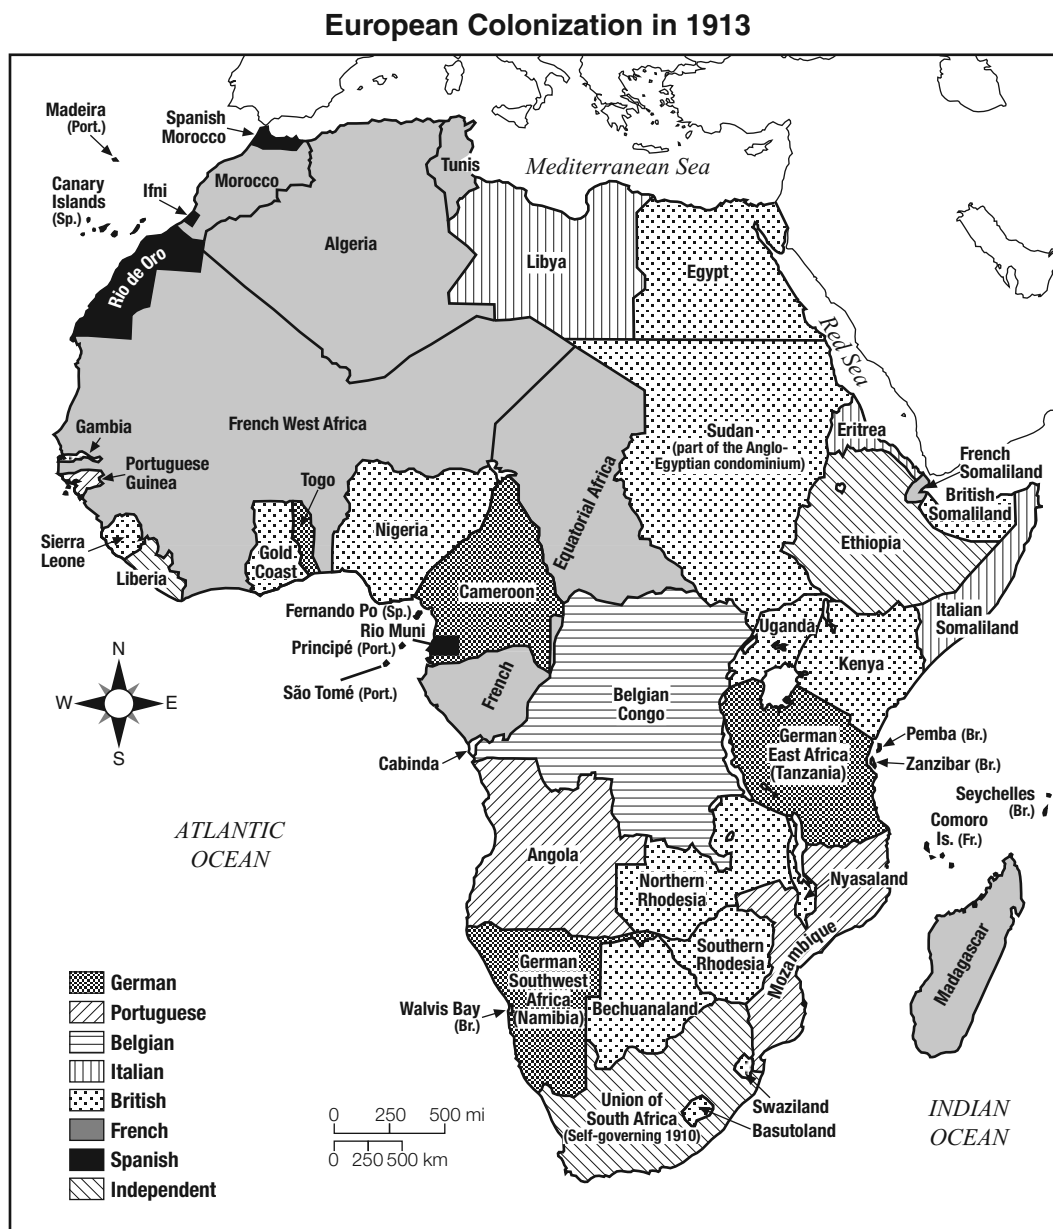 European Colonization in 1913
Madeira
(Port.)
Spanish
Morocco
Canary
Islands
(Sp.)
Ifni
Morocco
Tunis
Mediterranean Sea
Algeria
Libya
Egypt
Rio de Oro
Red Sea
French West Africa
Gambia
Portuguese
Guinea
Togo
Sudan
(part of the Anglo-
Egyptian condominium)
Eritrea
French
Somaliland
British
Somaliland
Equatorial Africa
Nigeria
Sierra
Leone
Liberia
Gold
Coast
Ethiopia
Cameroon
Fernando Po (Sp.)
Rio Muni
Principé (Port.)
São Tomé (Port.)
Uganda
Italian
Somaliland
Kenya
N
W
E
S
French
Belgian
Congo
Cabinda
German
East Africa
(Tanzania)
Pemba (Br.)
Zanzibar (Br.)
Seychelles
(Br.)
Comoro
Is. (Fr.)
ATLANTIC
OCEAN
Angola
Northern
Rhodesia
Nyasaland
Southern
Rhodesia
Mozambique
Madagascar
German
Southwest
Africa
(Namibia)
Walvis Bay
(Br.)
Bechuanaland
German
Portuguese
Belgian
Italian
British
French
Spanish
Independent
0 250 500 mi
0 250 500 km
Union of
South Africa
(Self-governing 1910)
Swaziland
Basutoland
INDIAN
OCEAN